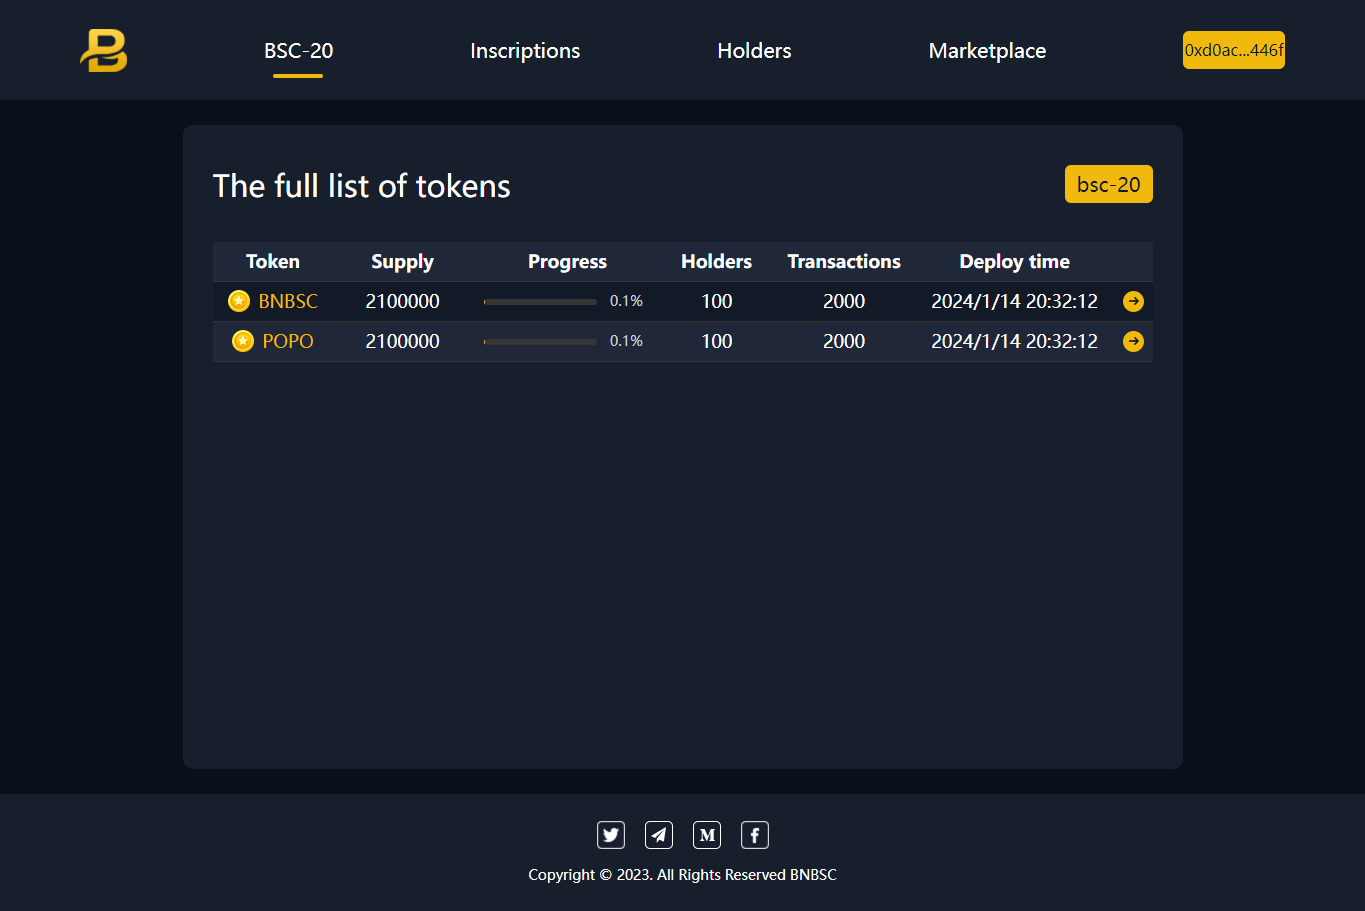 BSC-20 Inscriptions Holders Marketplace 0xd0ac...446f
The full list of tokens bsc-20
Token Supply Progress Holders Transactions Deploy time
BNBSC 2100000 0.1% 100 2000 2024/1/14 20:32:12
POPO 2100000 0.1% 100 2000 2024/1/14 20:32:12
Copyright © 2023. All Rights Reserved BNBSC